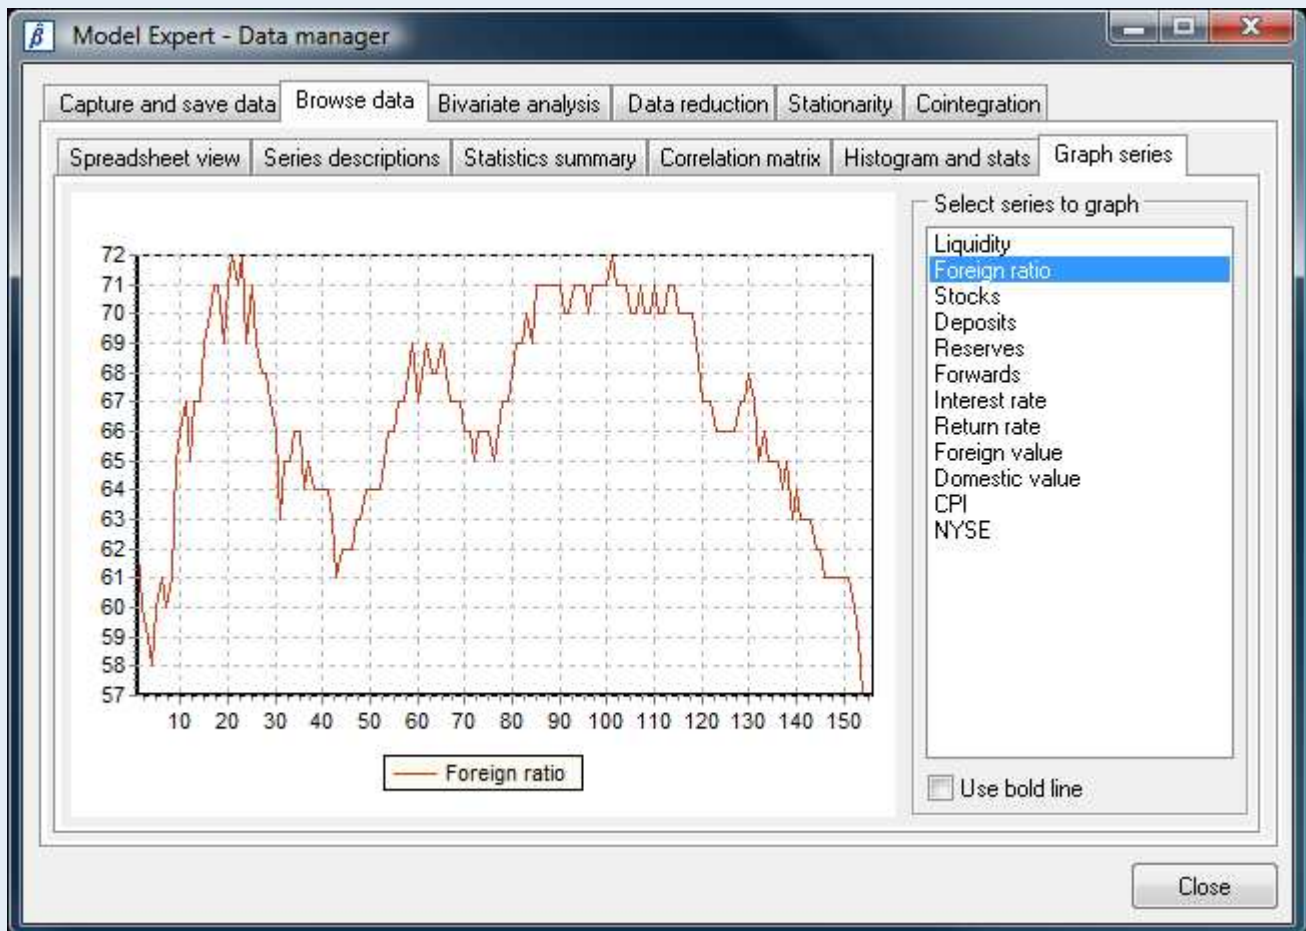 β̂ Model Expert - Data manager
Capture and save data Browse data Bivariate analysis Data reduction Stationarity Cointegration
Spreadsheet view Series descriptions Statistics summary Correlation matrix Histogram and stats Graph series
Select series to graph
Liquidity
Foreign ratio
Stocks
Deposits
Reserves
Forwards
Interest rate
Return rate
Foreign value
Domestic value
CPI
NYSE
Use bold line
72
71
70
69
68
67
66
65
64
63
62
61
60
59
58
57
10 20 30 40 50 60 70 80 90 100 110 120 130 140 150
Foreign ratio
Close